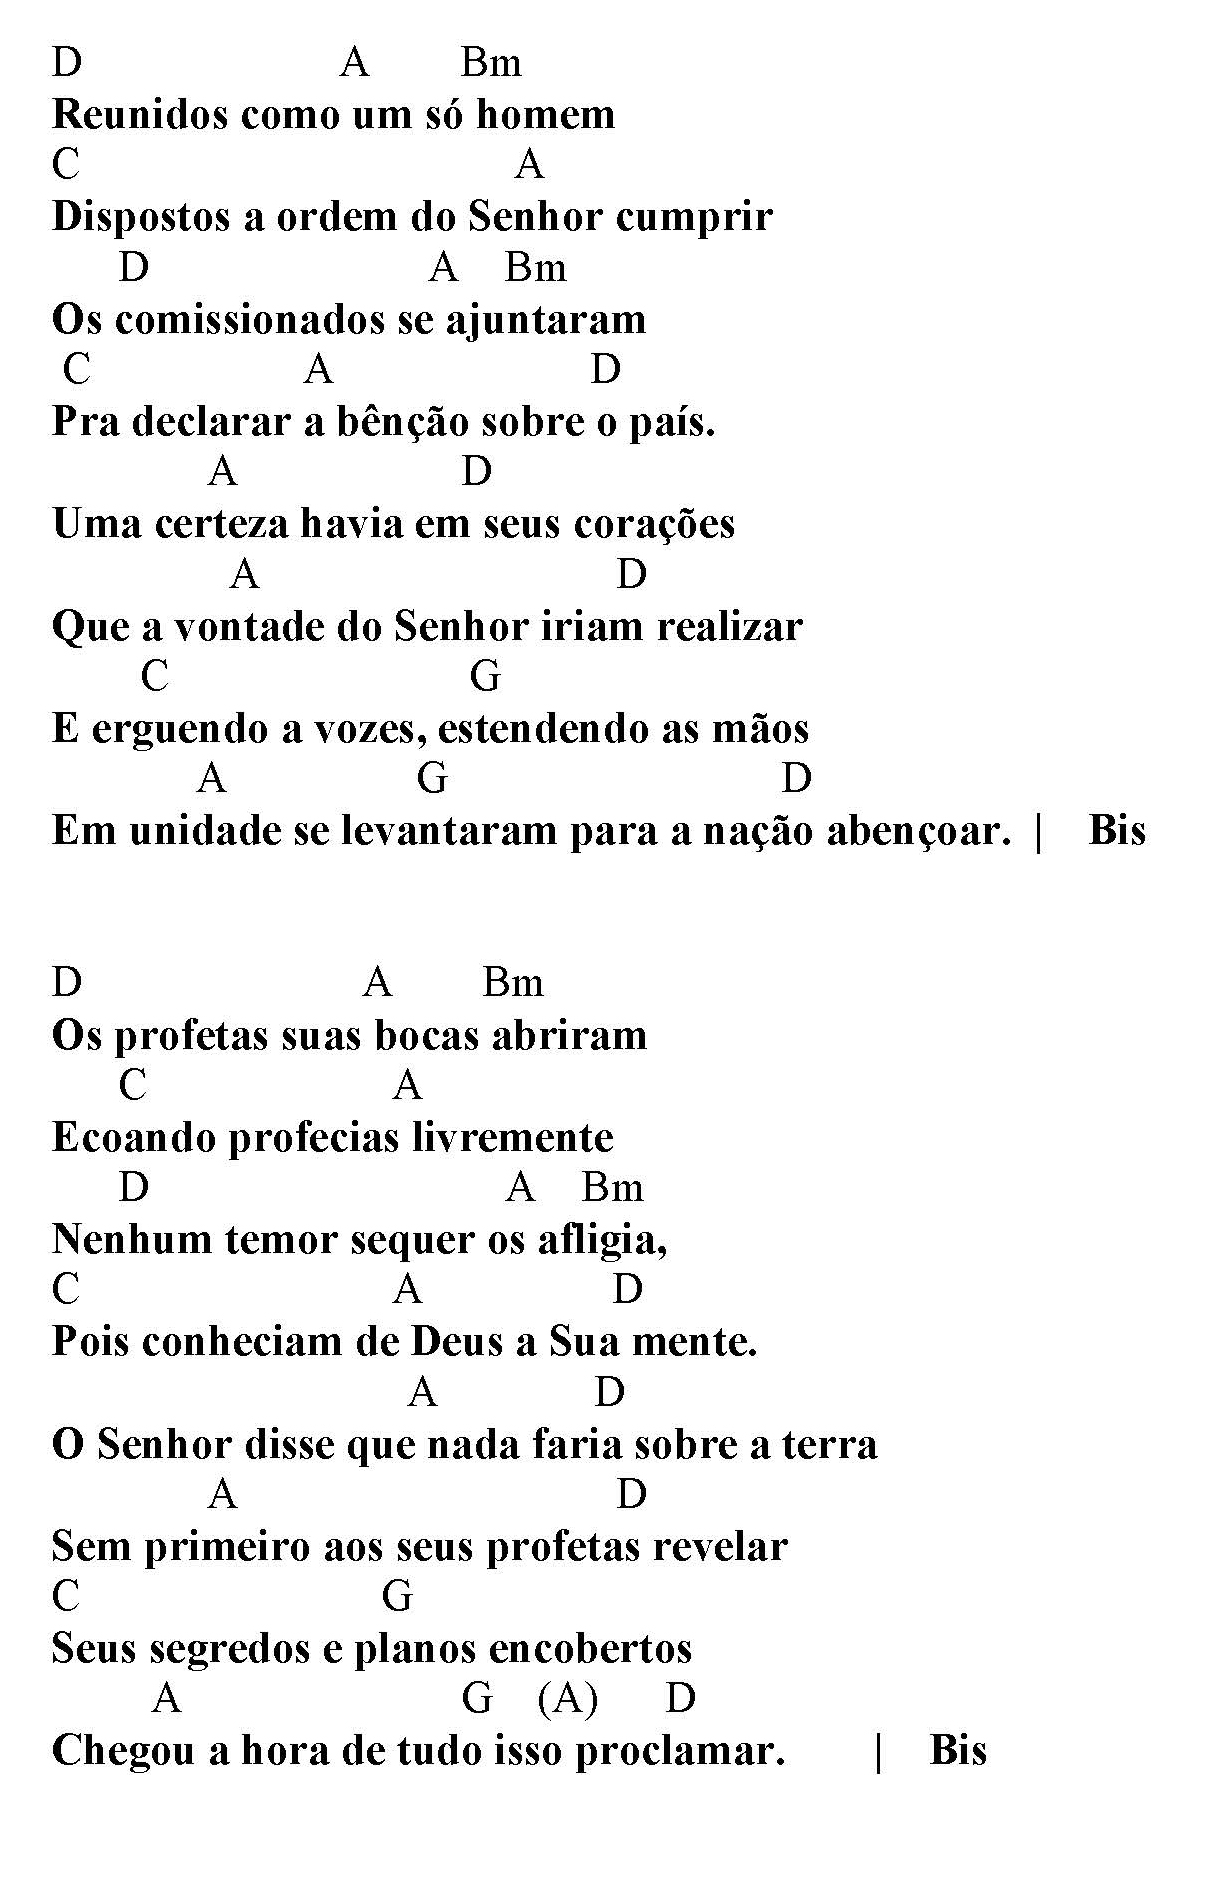 D A Bm
Reunidos como um só homem
C A
Dispostos a ordem do Senhor cumprir
D A Bm
Os comissionados se ajuntaram
C A D
Pra declarar a bênção sobre o país.
A D
Uma certeza havia em seus corações
A D
Que a vontade do Senhor iriam realizar
C G
E erguendo a vozes, estendendo as mãos
A G D
Em unidade se levantaram para a nação abençoar. | Bis
D A Bm
Os profetas suas bocas abriram
C A
Ecoando profecias livremente
D A Bm
Nenhum temor sequer os afligia,
C A D
Pois conheciam de Deus a Sua mente.
A D
O Senhor disse que nada faria sobre a terra
A D
Sem primeiro aos seus profetas revelar
C G
Seus segredos e planos encobertos
A G (A) D
Chegou a hora de tudo isso proclamar. | Bis